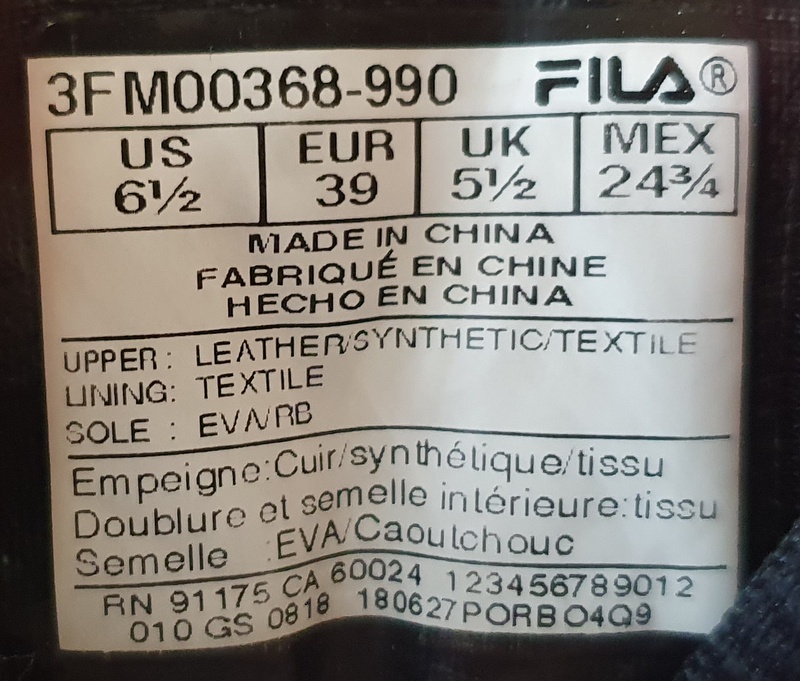 3FM00368-990 FILA®
US EUR UK MEX
6½ 39 5½ 24¾
MADE IN CHINA
FABRIQUÉ EN CHINE
HECHO EN CHINA
UPPER: LEATHER/SYNTHETIC/TEXTILE
LINING: TEXTILE
SOLE : EVA/RB
Empeigne:Cuir/synthétique/tissu
Doublure et semelle intérieure:tissu
Semelle :EVA/Caoutchouc
RN 91175 CA 60024 123456789012
010 GS 0818 180627PORBO4Q9